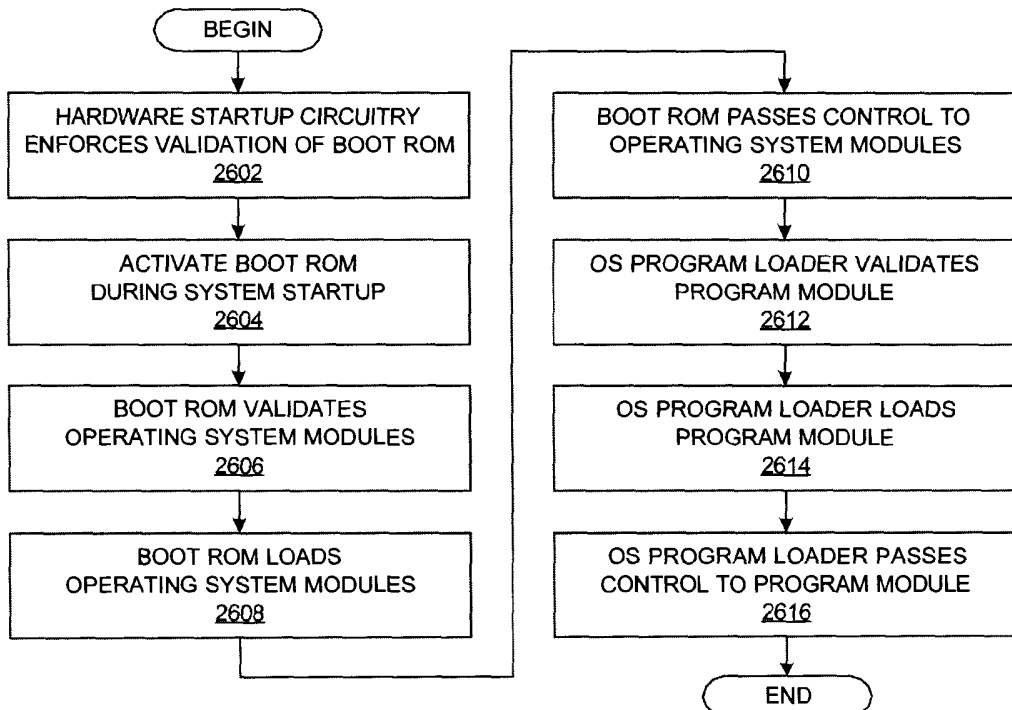 BEGIN
HARDWARE STARTUP CIRCUITRY
ENFORCES VALIDATION OF BOOT ROM
2602
ACTIVATE BOOT ROM
DURING SYSTEM STARTUP
2604
BOOT ROM VALIDATES
OPERATING SYSTEM MODULES
2606
BOOT ROM LOADS
OPERATING SYSTEM MODULES
2608
BOOT ROM PASSES CONTROL TO
OPERATING SYSTEM MODULES
2610
OS PROGRAM LOADER VALIDATES
PROGRAM MODULE
2612
OS PROGRAM LOADER LOADS
PROGRAM MODULE
2614
OS PROGRAM LOADER PASSES
CONTROL TO PROGRAM MODULE
2616
END